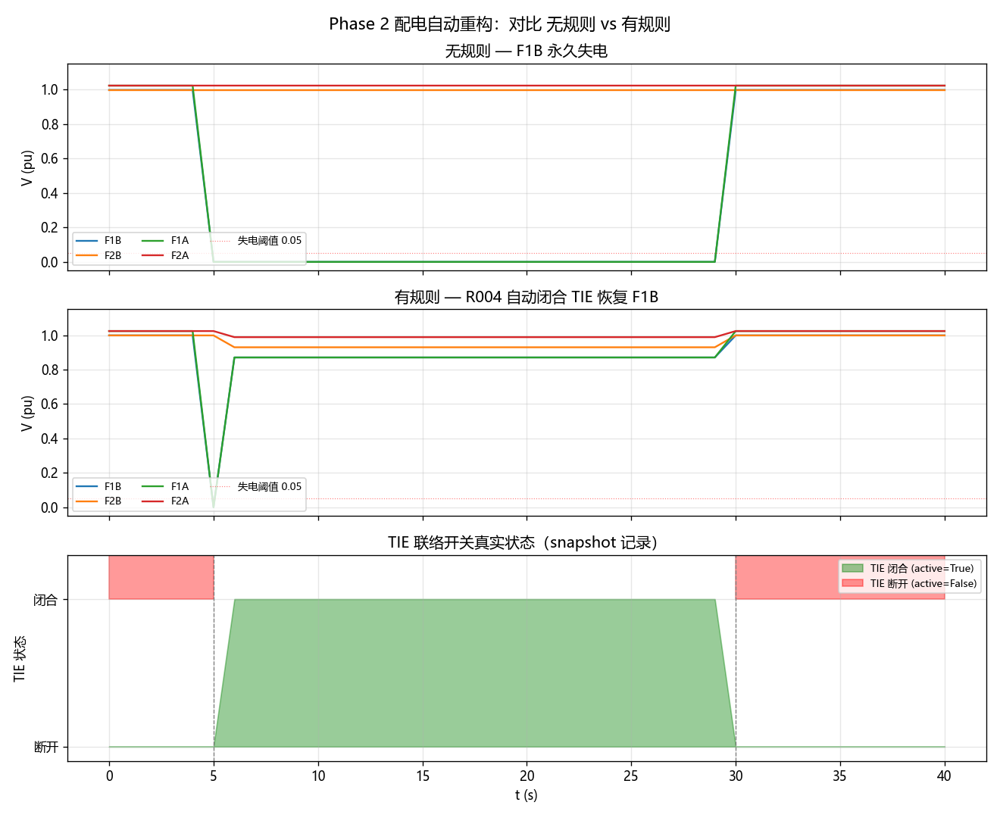 Phase 2 配电自动重构：对比 无规则 vs 有规则
无规则 — F1B 永久失电
V (pu)
1.0
0.8
0.6
0.4
0.2
0.0
F1B
F2B
F1A
F2A
失电阈值 0.05
有规则 — R004 自动闭合 TIE 恢复 F1B
V (pu)
1.0
0.8
0.6
0.4
0.2
0.0
F1B
F2B
F1A
F2A
失电阈值 0.05
TIE 联络开关真实状态（snapshot 记录）
TIE 状态
闭合
断开
TIE 闭合 (active=True)
TIE 断开 (active=False)
0 5 10 15 20 25 30 35 40
t (s)